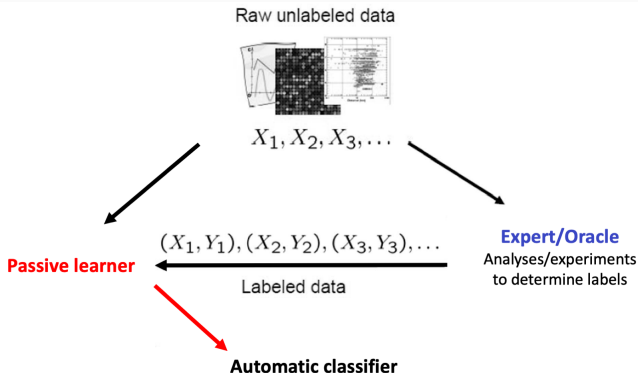 Raw unlabeled data
X₁, X₂, X₃, . . .
(X₁, Y₁), (X₂, Y₂), (X₃, Y₃), . . .
Expert/Oracle
Analyses/experiments
to determine labels
Passive learner
Labeled data
Automatic classifier